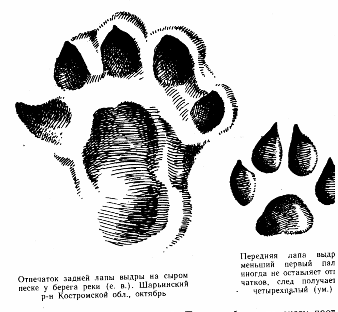 Отпечаток задней лапы выдры на сыром
песке у берега реки (е. в.). Шарьинский
р-н Костромской обл., октябрь
Передняя лапа выдр
меньший первый пал
иногда не оставляет отп
чатков, след получает
четырехпалый (ум.)